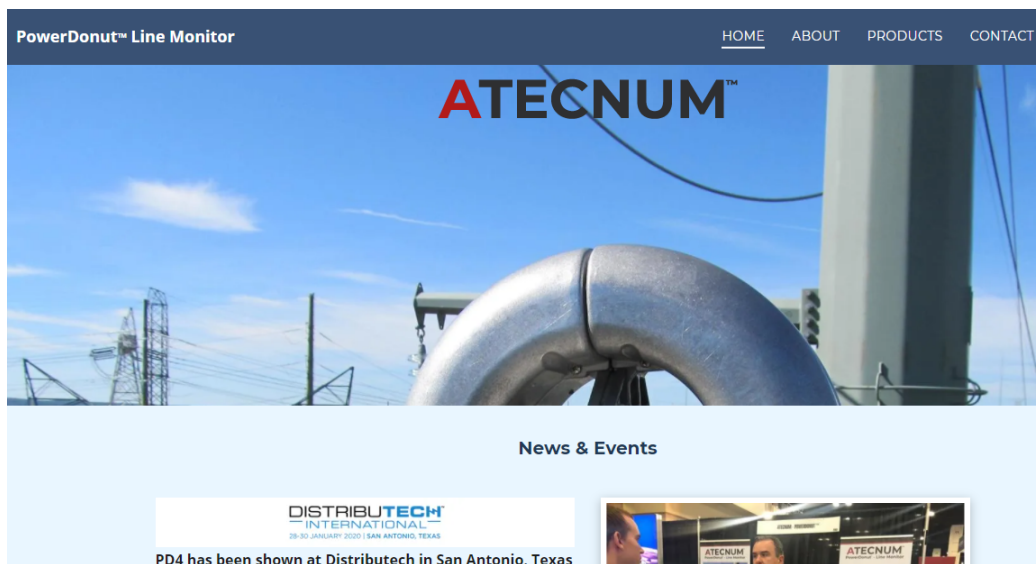 PowerDonut™ Line Monitor
HOME ABOUT PRODUCTS CONTACT
ATECNUM™
News & Events
DISTRIBUTECH
INTERNATIONAL
28-30 JANUARY 2020 | SAN ANTONIO, TEXAS
PD4 has been shown at Distributech in San Antonio, Texas
ATECNUM
ATECNUM